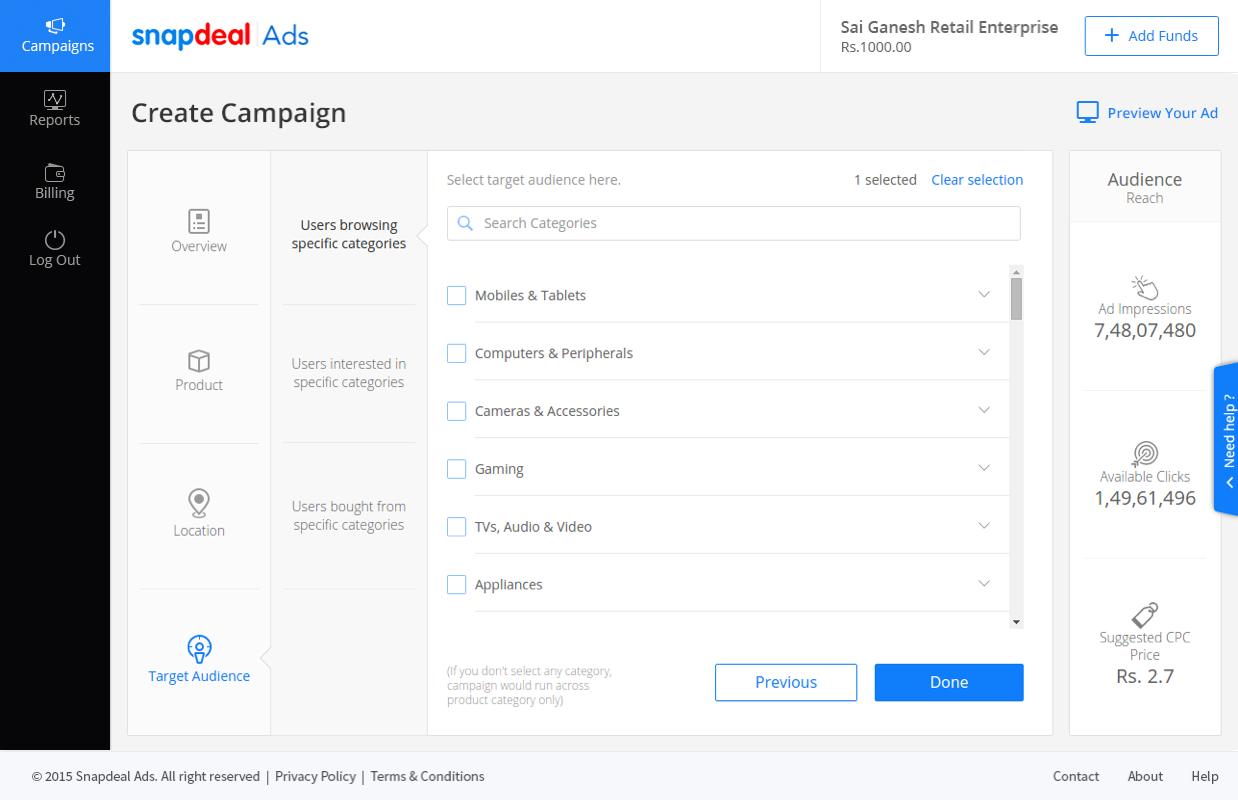 Campaigns
Reports
Billing
Log Out
snapdeal Ads
Sai Ganesh Retail Enterprise
Rs.1000.00
+ Add Funds
Create Campaign
Preview Your Ad
Overview
Product
Location
Target Audience
Users browsing
specific categories
Users interested in
specific categories
Users bought from
specific categories
Select target audience here.
1 selected
Clear selection
Search Categories
Mobiles & Tablets
Computers & Peripherals
Cameras & Accessories
Gaming
TVs, Audio & Video
Appliances
(If you don't select any category,
campaign would run across
product category only)
Previous
Done
Audience
Reach
Ad Impressions
7,48,07,480
Available Clicks
1,49,61,496
Suggested CPC
Price
Rs. 2.7
Need help ?
© 2015 Snapdeal Ads. All right reserved | Privacy Policy | Terms & Conditions
Contact
About
Help